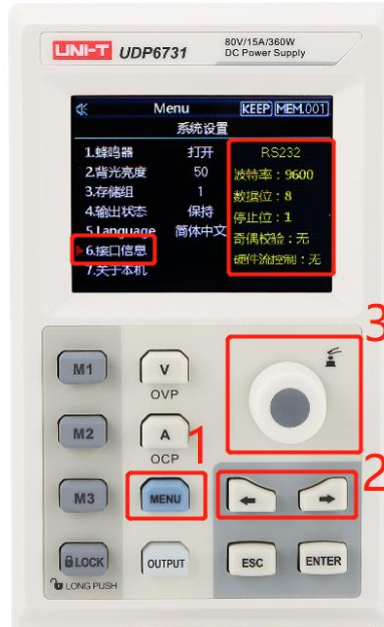 UNI-T UDP6731
80V/15A/360W
DC Power Supply
Menu KEEP MEM.001
系统设置
1.蜂鸣器 打开
2.背光亮度 50
3.存储组 1
4.输出状态 保持
5.Language 简体中文
6.接口信息
7.关于本机
RS232
波特率：9600
数据位：8
停止位：1
奇偶校验：无
硬件流控制：无
3
M1
V
OVP
M2
A
OCP
1
2
M3
MENU
LOCK
LONG PUSH
OUTPUT
ESC
ENTER